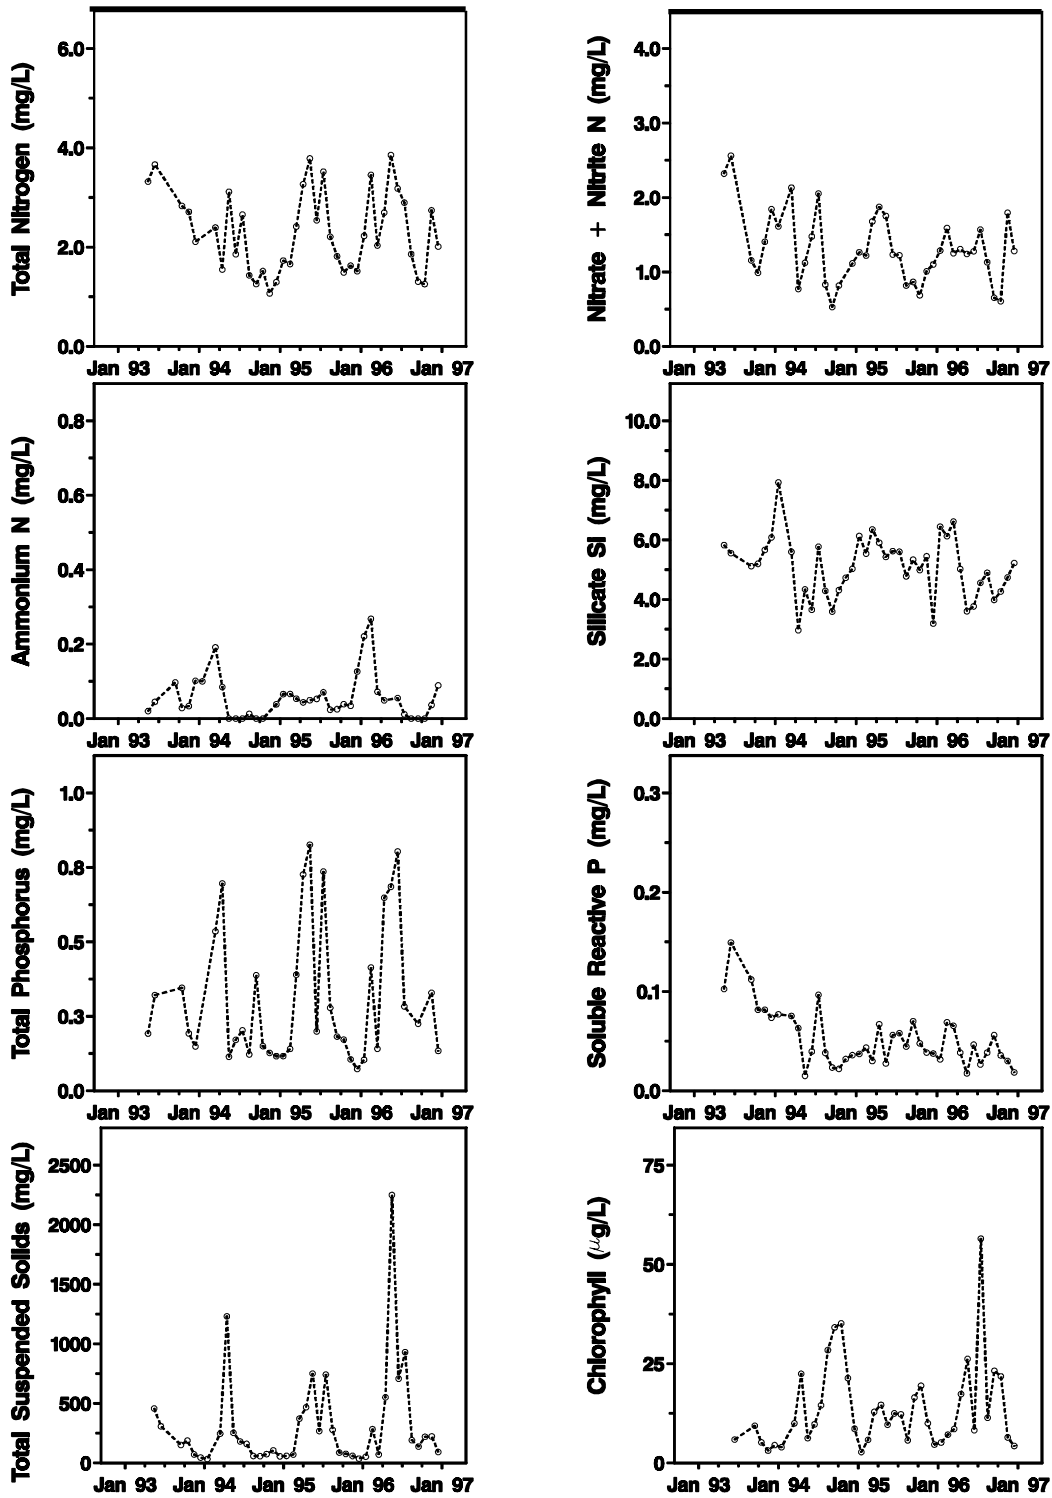 Total Nitrogen (mg/L)
6.0
4.0
2.0
0.0
Jan 93 Jan 94 Jan 95 Jan 96 Jan 97
Nitrate + Nitrite N (mg/L)
4.0
3.0
2.0
1.0
0.0
Jan 93 Jan 94 Jan 95 Jan 96 Jan 97
Ammonium N (mg/L)
0.8
0.6
0.4
0.2
0.0
Jan 93 Jan 94 Jan 95 Jan 96 Jan 97
Silicate Si (mg/L)
10.0
8.0
6.0
4.0
2.0
0.0
Jan 93 Jan 94 Jan 95 Jan 96 Jan 97
Total Phosphorus (mg/L)
1.0
0.8
0.5
0.3
0.0
Jan 93 Jan 94 Jan 95 Jan 96 Jan 97
Soluble Reactive P (mg/L)
0.3
0.2
0.1
0.0
Jan 93 Jan 94 Jan 95 Jan 96 Jan 97
Total Suspended Solids (mg/L)
2500
2000
1500
1000
500
0
Jan 93 Jan 94 Jan 95 Jan 96 Jan 97
Chlorophyll (μg/L)
75
50
25
0
Jan 93 Jan 94 Jan 95 Jan 96 Jan 97